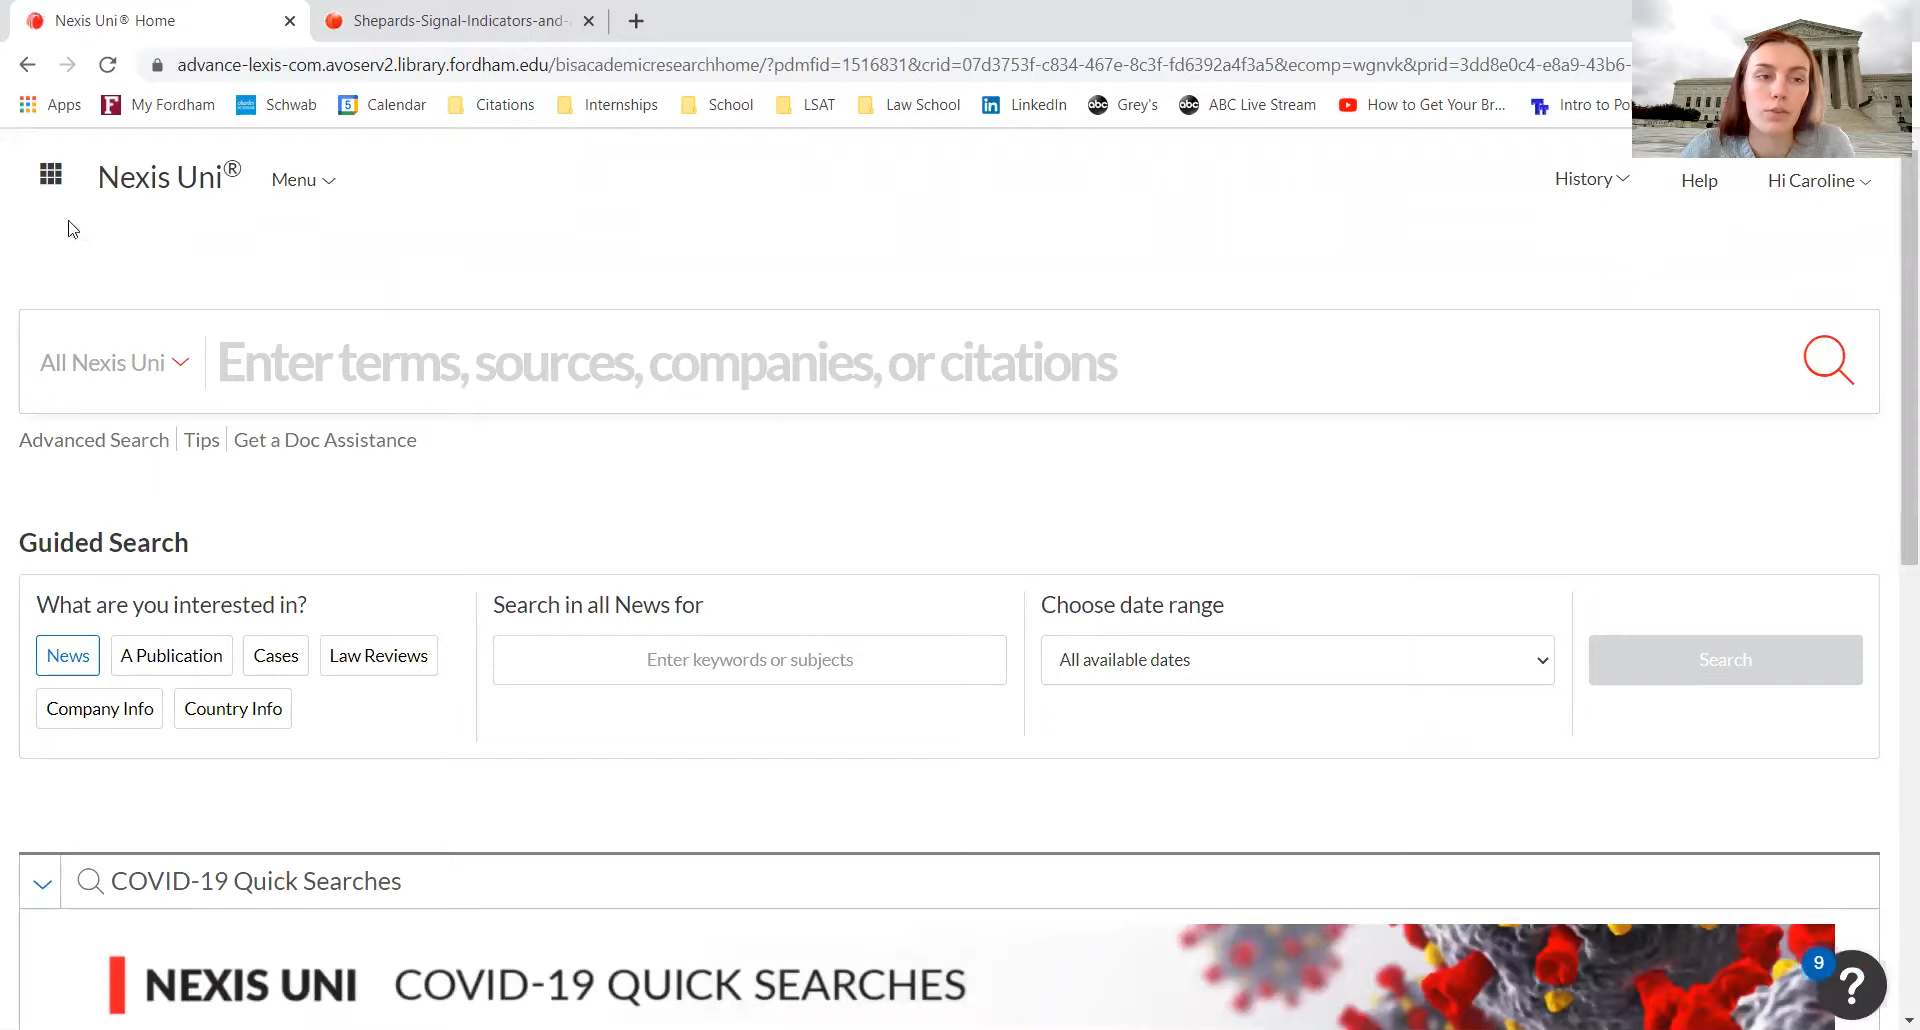 Nexis Uni® Home
Shepards-Signal-Indicators-and-
advance-lexis-com.avoserv2.library.fordham.edu/bisacademicresearchhome/?pdmfid=1516831&crid=07d3753f-c834-467e-8c3f-fd6392a4f3a5&ecomp=wgnvk&prid=3dd8e0c4-e8a9-43b6-
Apps My Fordham Schwab 5 Calendar Citations Internships School LSAT Law School in LinkedIn abc Grey's abc ABC Live Stream How to Get Your Br... Intro to Po
Nexis Uni® Menu History Help Hi Caroline
All Nexis Uni Enter terms, sources, companies, or citations
Advanced Search Tips Get a Doc Assistance
Guided Search
What are you interested in? Search in all News for Choose date range
News A Publication Cases Law Reviews Enter keywords or subjects All available dates Search
Company Info Country Info
COVID-19 Quick Searches
NEXIS UNI COVID-19 QUICK SEARCHES
9
?